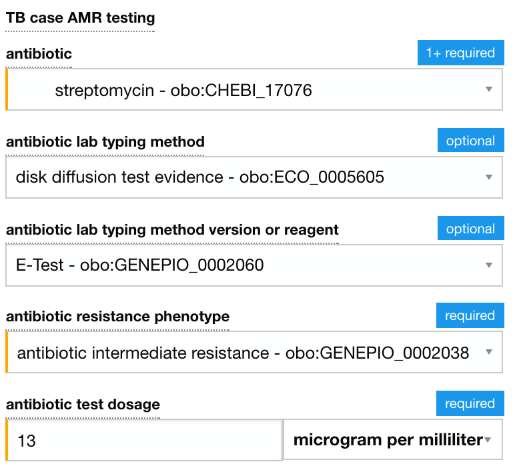 TB case AMR testing
antibiotic
1+ required
streptomycin - obo:CHEBI_17076
antibiotic lab typing method
optional
disk diffusion test evidence - obo:ECO_0005605
antibiotic lab typing method version or reagent
optional
E-Test - obo:GENEPIO_0002060
antibiotic resistance phenotype
required
antibiotic intermediate resistance - obo:GENEPIO_0002038
antibiotic test dosage
required
13
microgram per milliliter